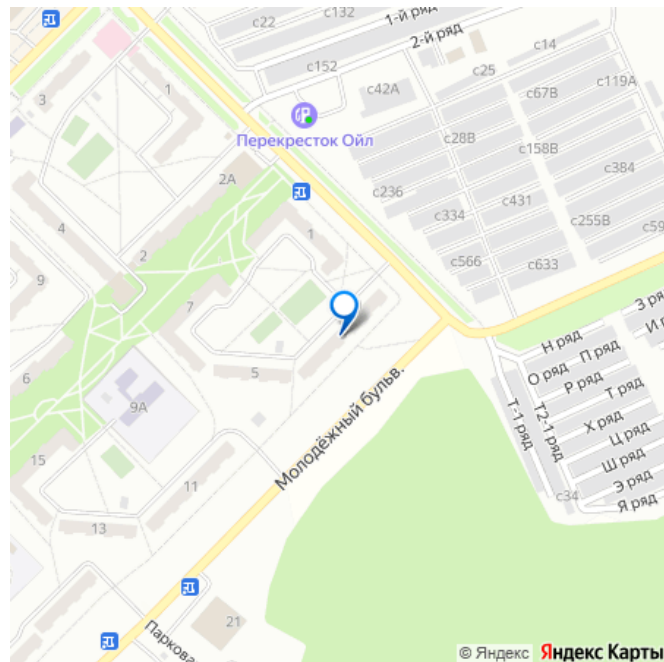 с22
с132
1-й ряд
2-й ряд
с152
с14
с25
с119А
с42А
с67В
3
1
Перекресток Ойл
с28В
с158В
2А
с236
с384
с431
с334
с255В
4
1
с59
2
с566
с633
9
7
3 ря
Н ряд
И р
П ряд
О ряд
5
Р ряд
6
Т ряд
9А
Молодёжный бульв.
Т-1 ряд
Т2-1 ряд
Х ряд
Ц ряд
15
Ш ряд
11
Э ряд
с34
Я ряд
13
21
Паркова
© Яндекс Яндекс Карты